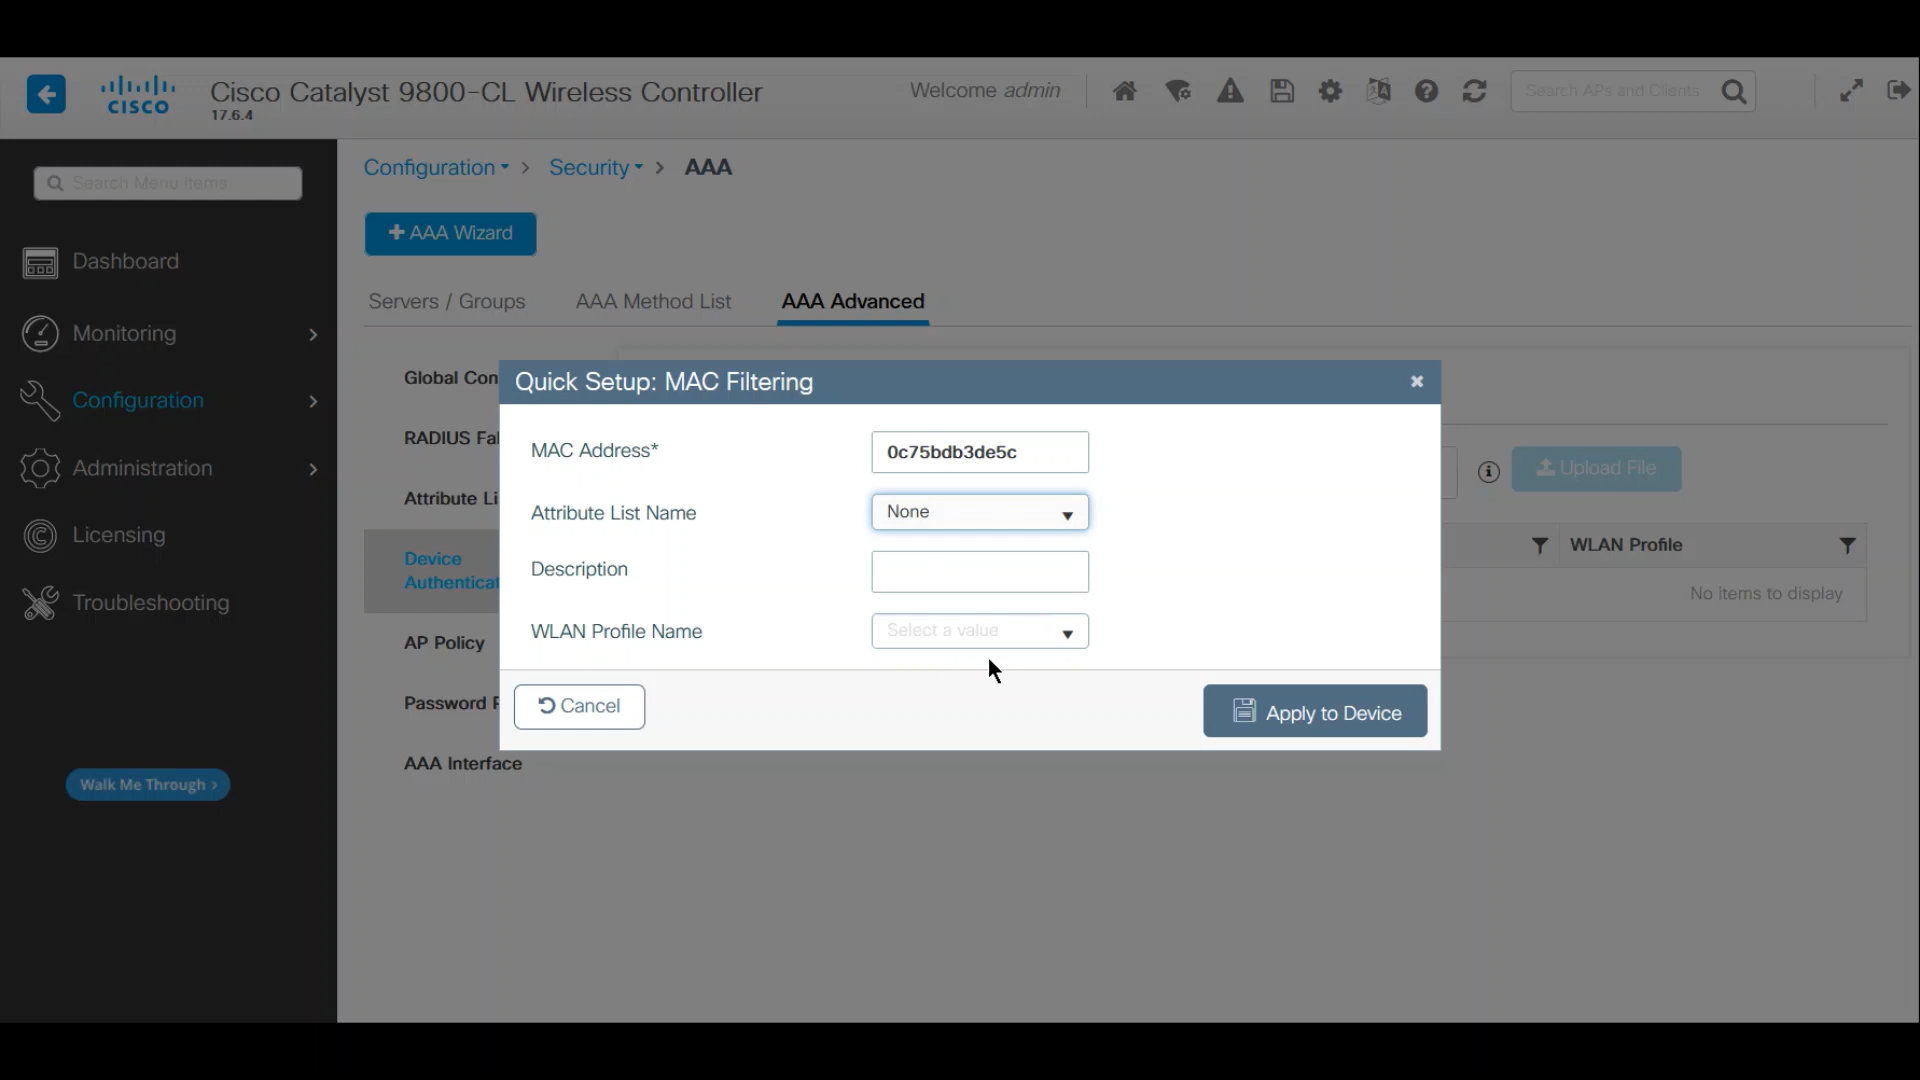 CISCO
Cisco Catalyst 9800-CL Wireless Controller
17.6.4
Welcome admin
Search APs and Clients
Search Menu Items
Dashboard
Monitoring
Configuration
Administration
Licensing
Troubleshooting
Walk Me Through >
Configuration > Security > AAA
+ AAA Wizard
Servers / Groups
AAA Method List
AAA Advanced
Global Con
RADIUS Fal
Attribute Li
Device
Authenticat
AP Policy
Password P
AAA Interface
Quick Setup: MAC Filtering
MAC Address*
0c75bdb3de5c
Attribute List Name
None
Description
WLAN Profile Name
Select a value
Cancel
Apply to Device
Upload File
WLAN Profile
No items to display